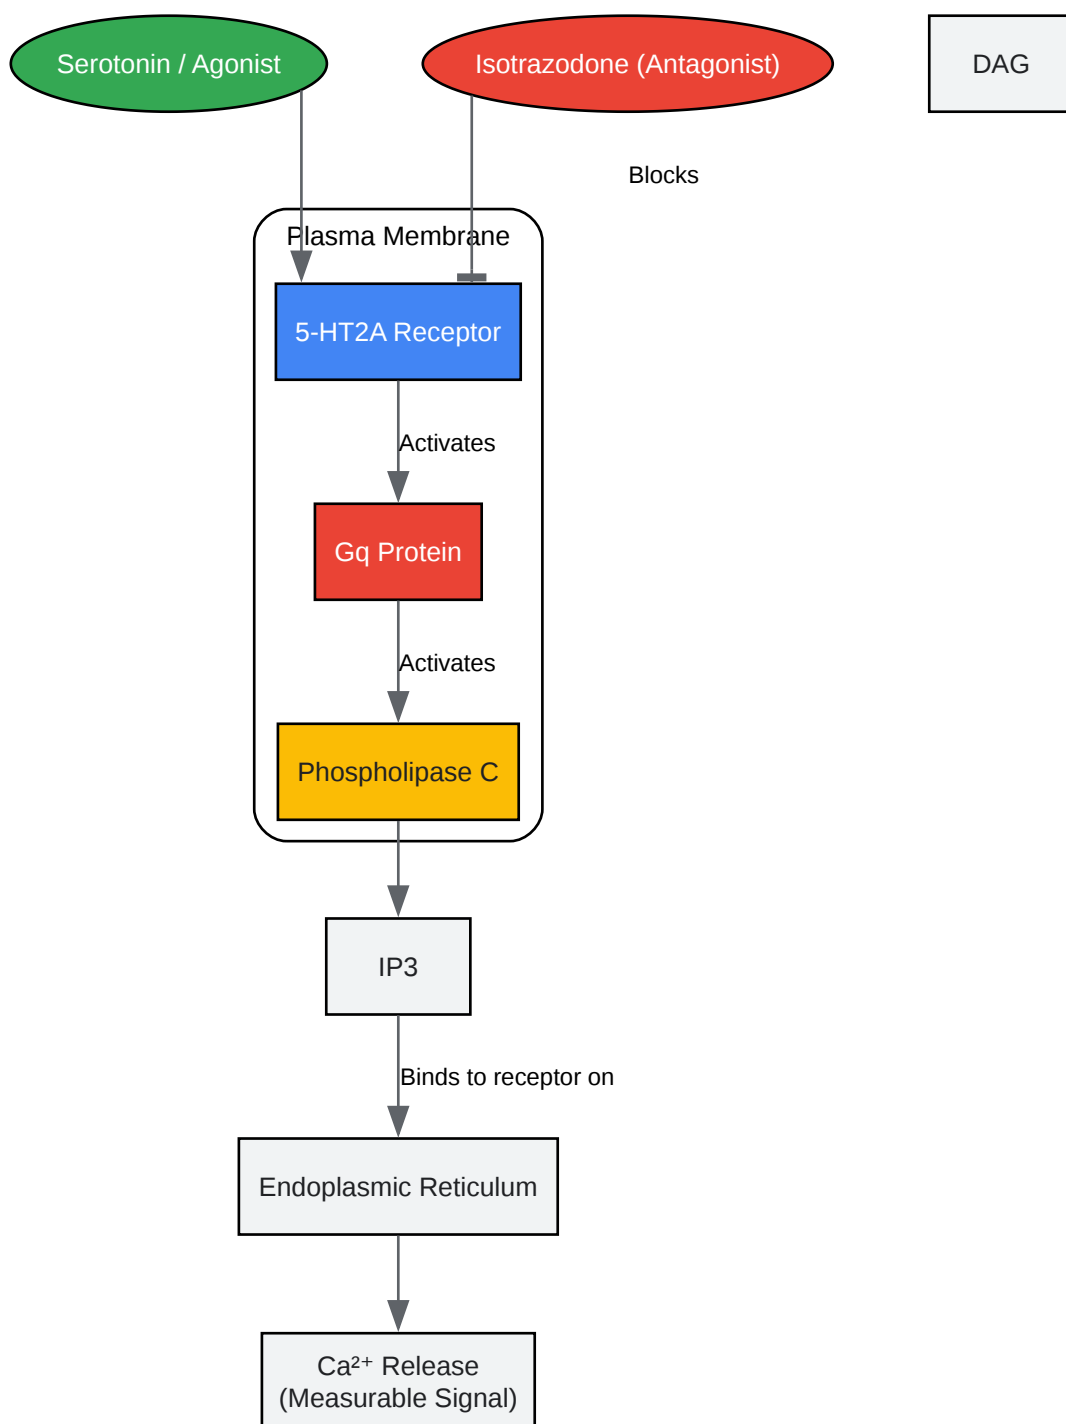 Serotonin / Agonist
Isotrazodone (Antagonist)
DAG
Blocks
Plasma Membrane
5-HT2A Receptor
Activates
Gq Protein
Activates
Phospholipase C
IP3
Binds to receptor on
Endoplasmic Reticulum
Ca²⁺ Release
(Measurable Signal)